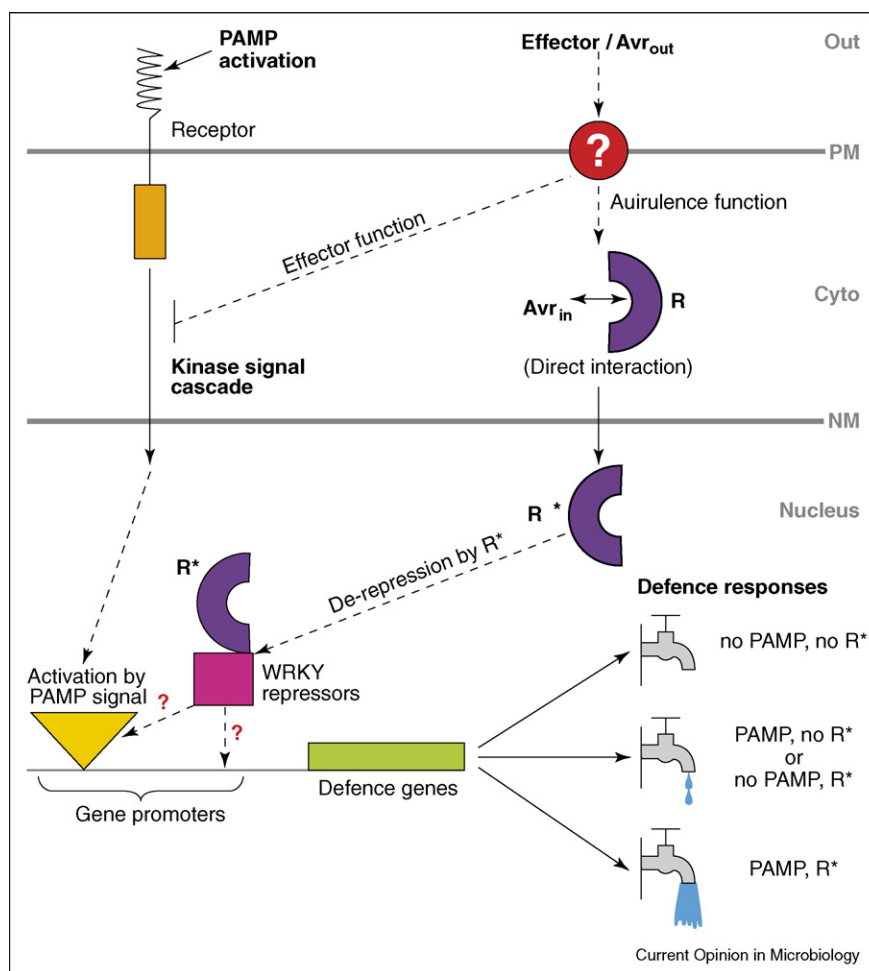 PAMP
activation
Effector / Avrout
Out
Receptor
?
PM
Auirulence function
Effector function
Avrin
R
Cyto
(Direct interaction)
Kinase signal
cascade
NM
R *
Nucleus
R*
De-repression by R*
Defence responses
no PAMP, no R*
Activation by
PAMP signal
WRKY
repressors
?
?
PAMP, no R*
or
no PAMP, R*
Defence genes
Gene promoters
PAMP, R*
Current Opinion in Microbiology